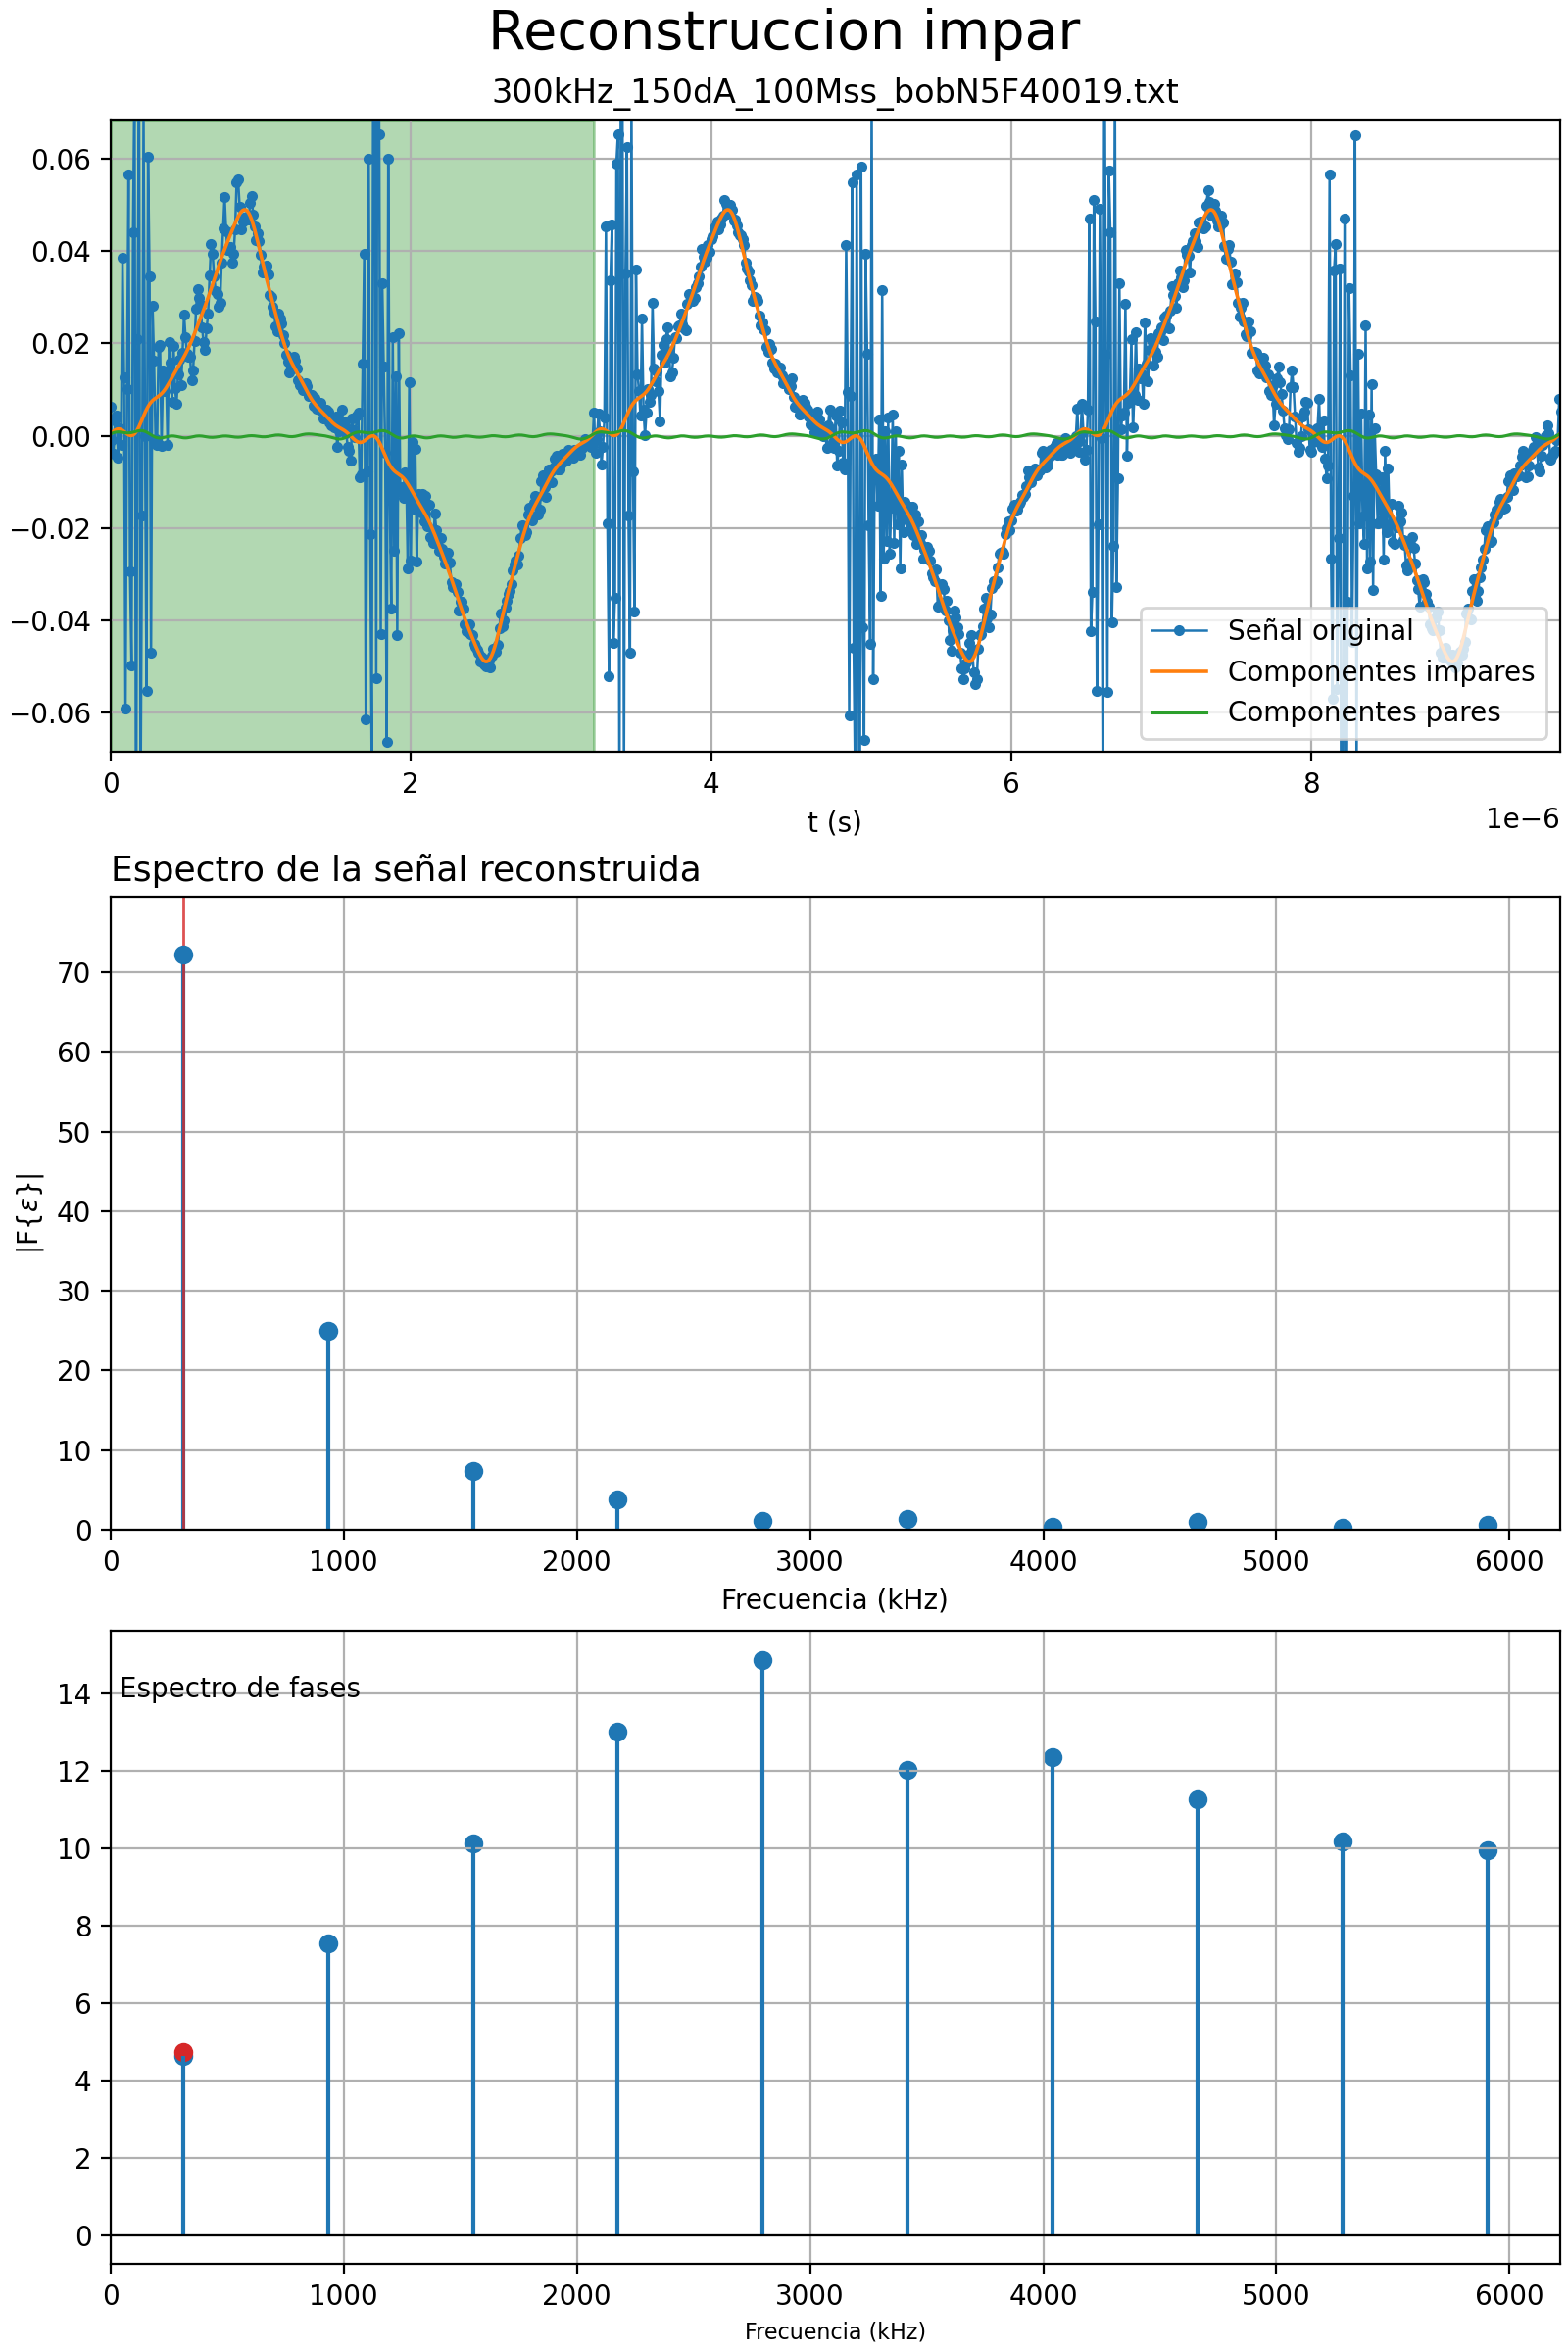 Reconstruccion impar
300kHz_150dA_100Mss_bobN5F40019.txt
0.06
0.04
0.02
0.00
−0.02
−0.04
−0.06
Señal original
Componentes impares
Componentes pares
0 2 4 6 8
1e−6
t (s)
Espectro de la señal reconstruida
70
60
50
40
30
20
10
0
|F{ε}|
0 1000 2000 3000 4000 5000 6000
Frecuencia (kHz)
Espectro de fases
14
12
10
8
6
4
2
0
0 1000 2000 3000 4000 5000 6000
Frecuencia (kHz)